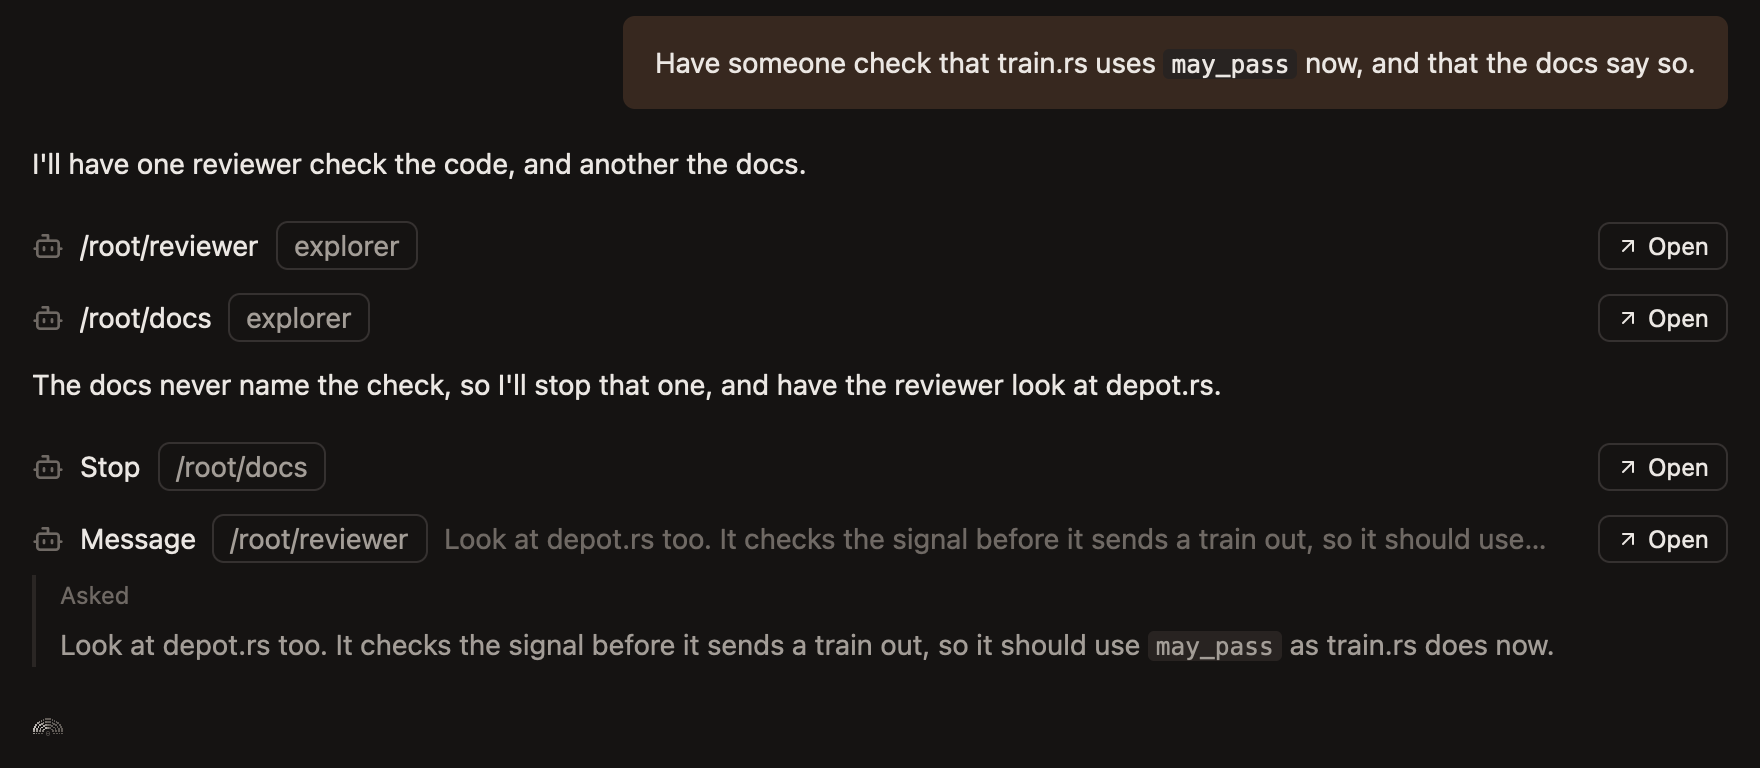 Have someone check that train.rs uses may_pass now, and that the docs say so.
I'll have one reviewer check the code, and another the docs.
/root/reviewer explorer Open
/root/docs explorer Open
The docs never name the check, so I'll stop that one, and have the reviewer look at depot.rs.
Stop /root/docs Open
Message /root/reviewer Look at depot.rs too. It checks the signal before it sends a train out, so it should use... Open
Asked
Look at depot.rs too. It checks the signal before it sends a train out, so it should use may_pass as train.rs does now.